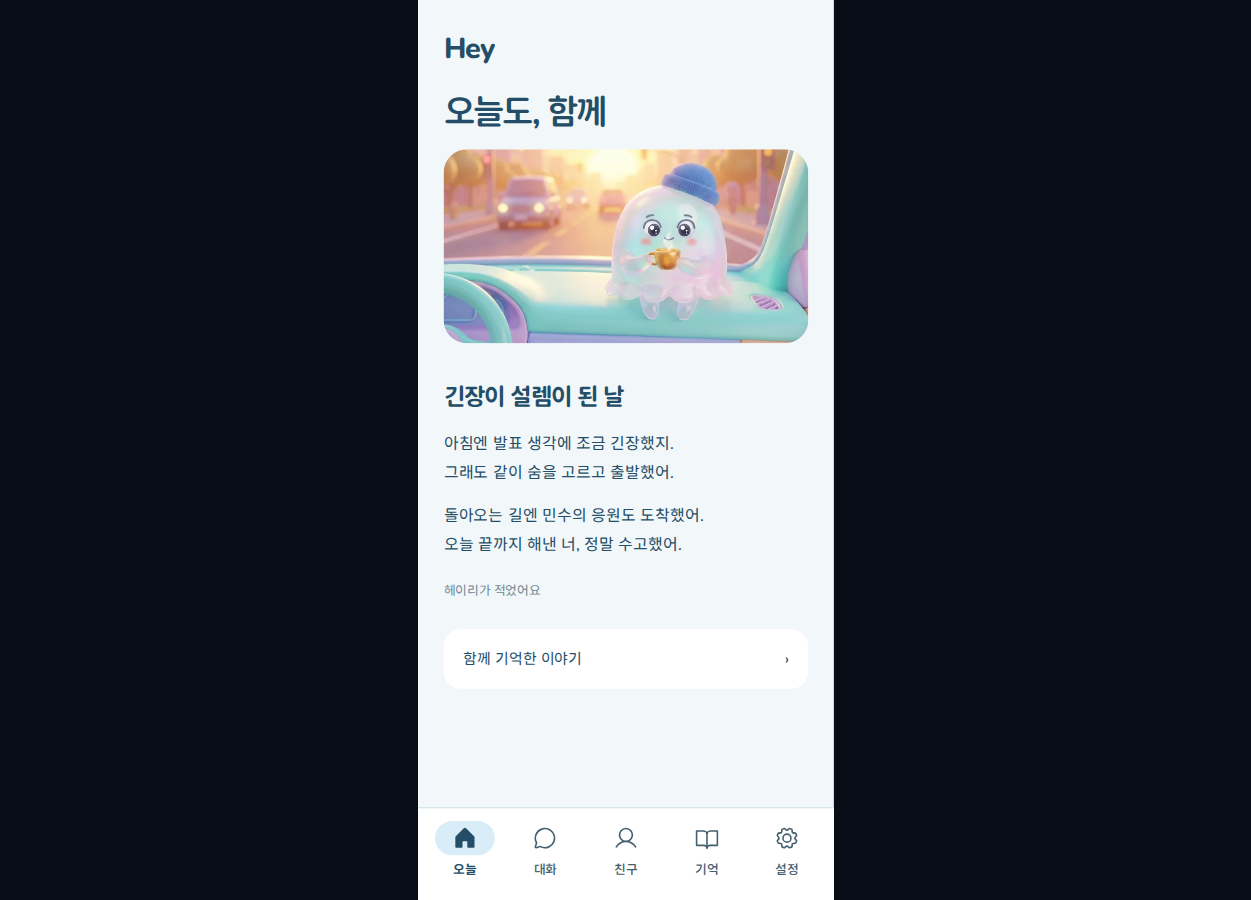 Hey
오늘도, 함께
긴장이 설렘이 된 날
아침엔 발표 생각에 조금 긴장했지.
그래도 같이 숨을 고르고 출발했어.
돌아오는 길엔 민수의 응원도 도착했어.
오늘 끝까지 해낸 너, 정말 수고했어.
헤이리가 적었어요
함께 기억한 이야기 ›
오늘 대화 친구 기억 설정